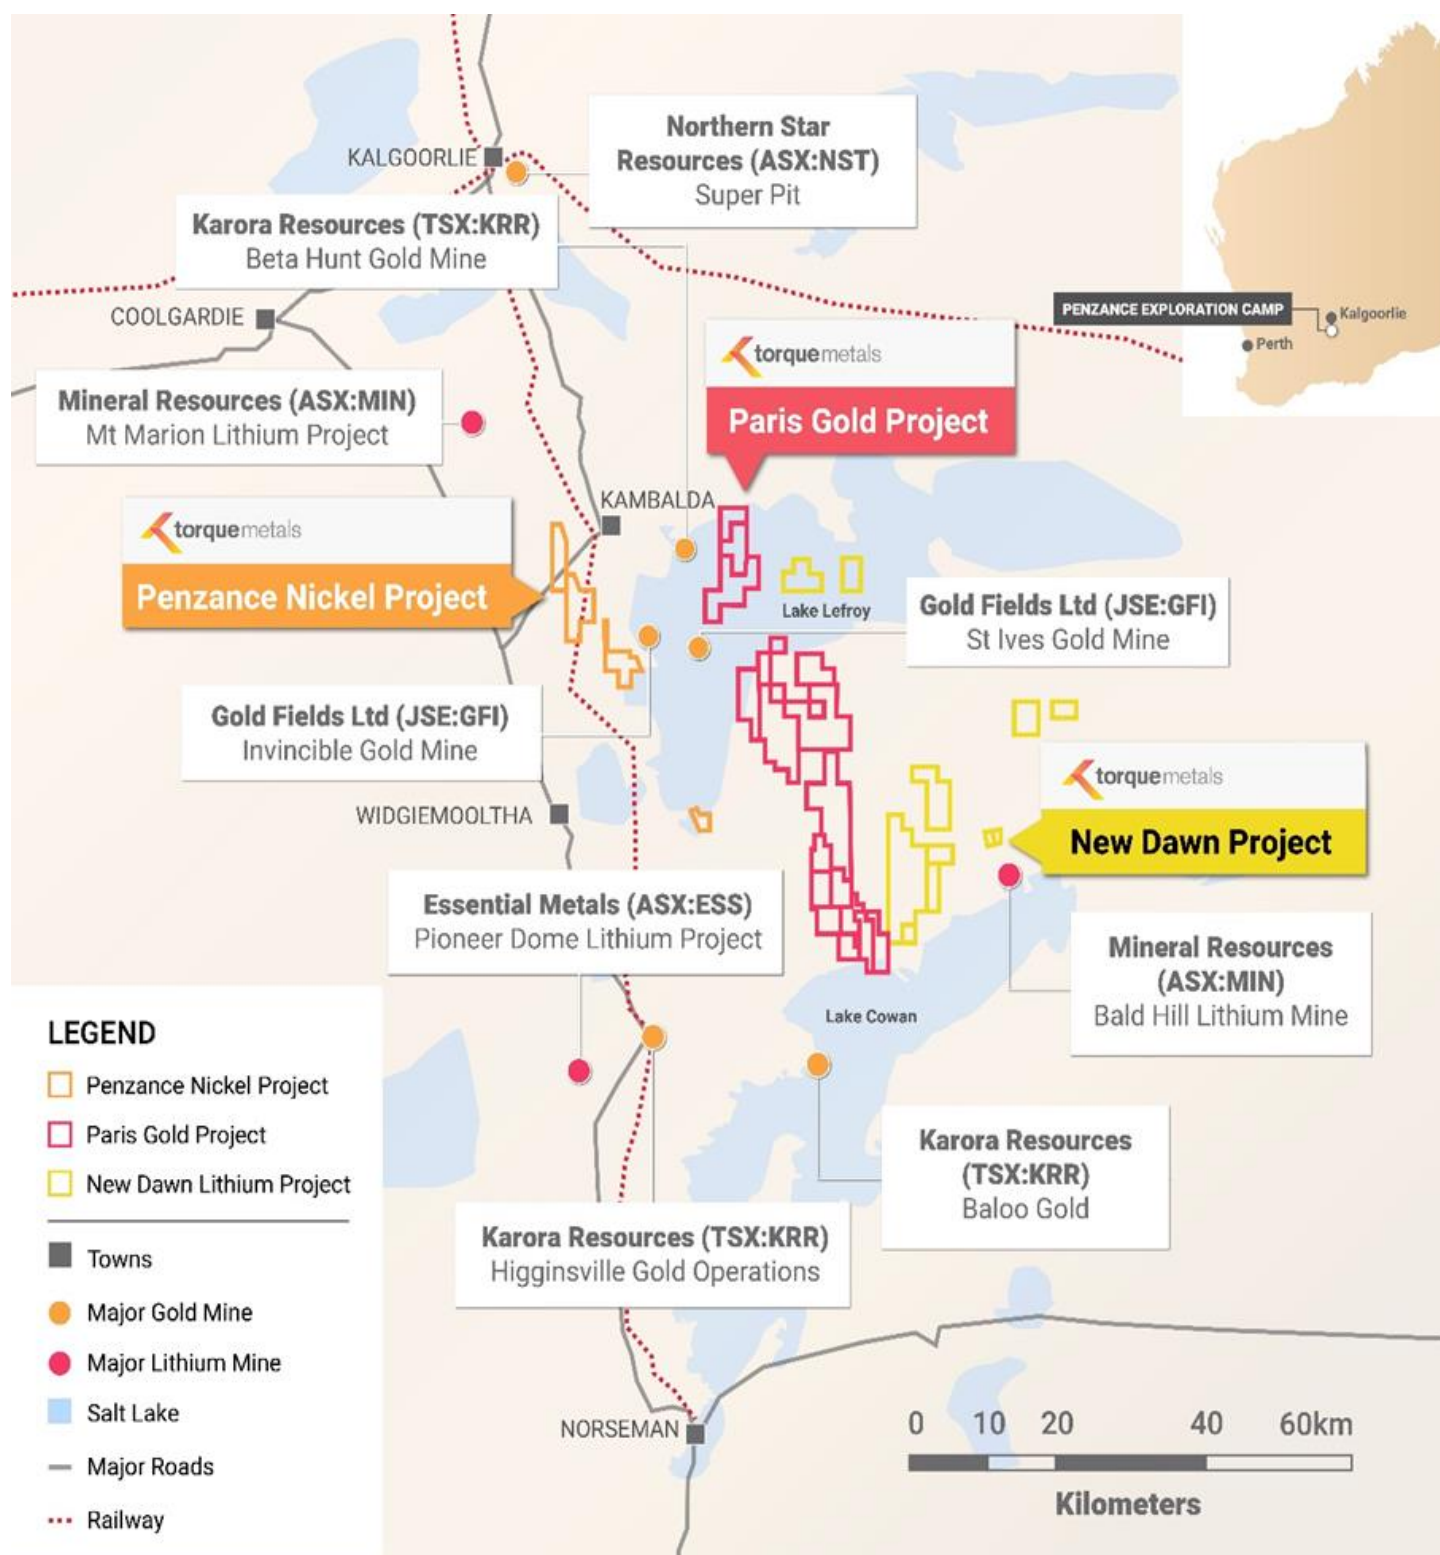 Northern Star
Resources (ASX:NST)
Super Pit
KALGOORLIE
Karora Resources (TSX:KRR)
Beta Hunt Gold Mine
COOLGARDIE
PENZANCE EXPLORATION CAMP
Kalgoorlie
Perth
torquemetals
Paris Gold Project
Mineral Resources (ASX:MIN)
Mt Marion Lithium Project
KAMBALDA
torquemetals
Penzance Nickel Project
Lake Lefroy
Gold Fields Ltd (JSE:GFI)
St Ives Gold Mine
Gold Fields Ltd (JSE:GFI)
Invincible Gold Mine
torquemetals
New Dawn Project
WIDGIEMOOLTHA
Essential Metals (ASX:ESS)
Pioneer Dome Lithium Project
Mineral Resources
(ASX:MIN)
Bald Hill Lithium Mine
Lake Cowan
Karora Resources
(TSX:KRR)
Baloo Gold
Karora Resources (TSX:KRR)
Higginsville Gold Operations
NORSEMAN
LEGEND
Penzance Nickel Project
Paris Gold Project
New Dawn Lithium Project
Towns
Major Gold Mine
Major Lithium Mine
Salt Lake
Major Roads
Railway
0 10 20 40 60km
Kilometers